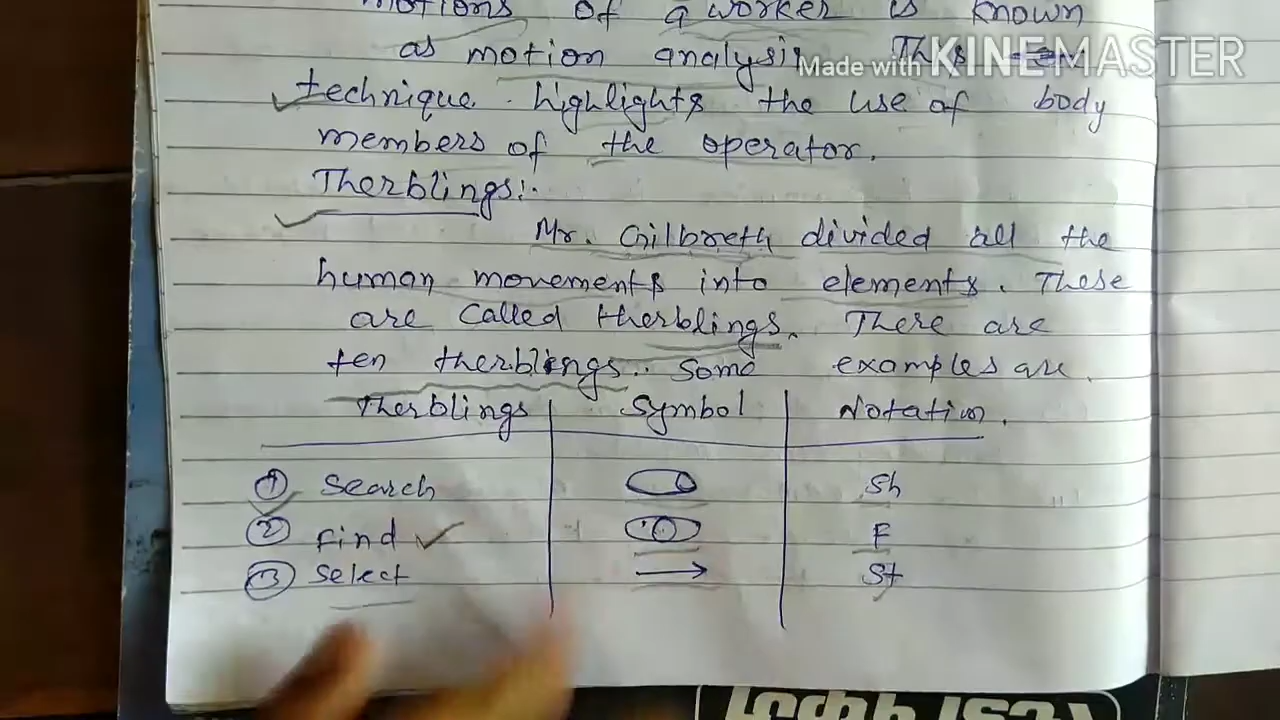 motions of a worker is known
as motion analysis. This
Made with KINEMASTER
technique. highlights the use of body
members of the operator.
Therblings:-
Mr. Gilbreth divided all the
human movements into elements. These
are called therblings. There are
ten therblings.. Some examples are.
Therblings Symbol Notation.
① Search Sh
② Find F
③ Select St